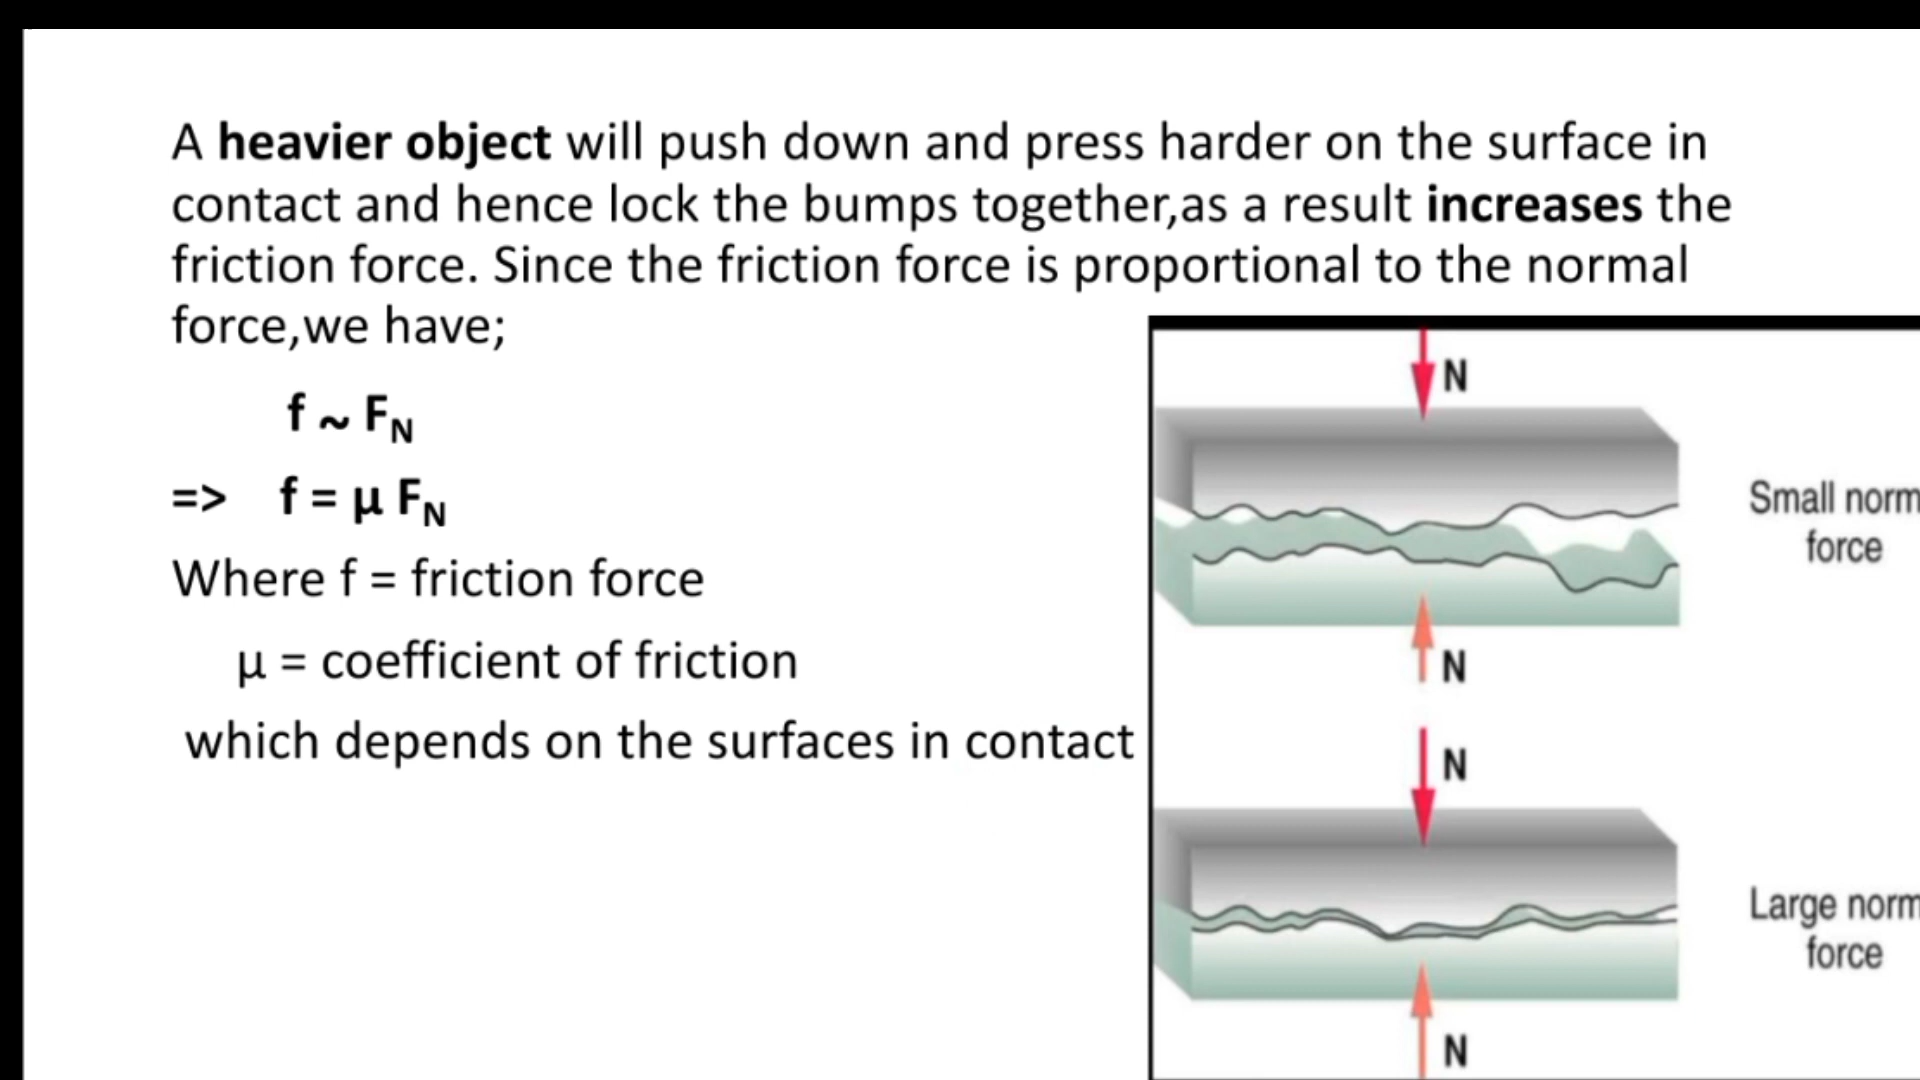 A heavier object will push down and press harder on the surface in
contact and hence lock the bumps together,as a result increases the
friction force. Since the friction force is proportional to the normal
force,we have;
f ~ FN
=> f = μ FN
Where f = friction force
μ = coefficient of friction
which depends on the surfaces in contact
N
Small norm
force
N
N
Large norm
force
N